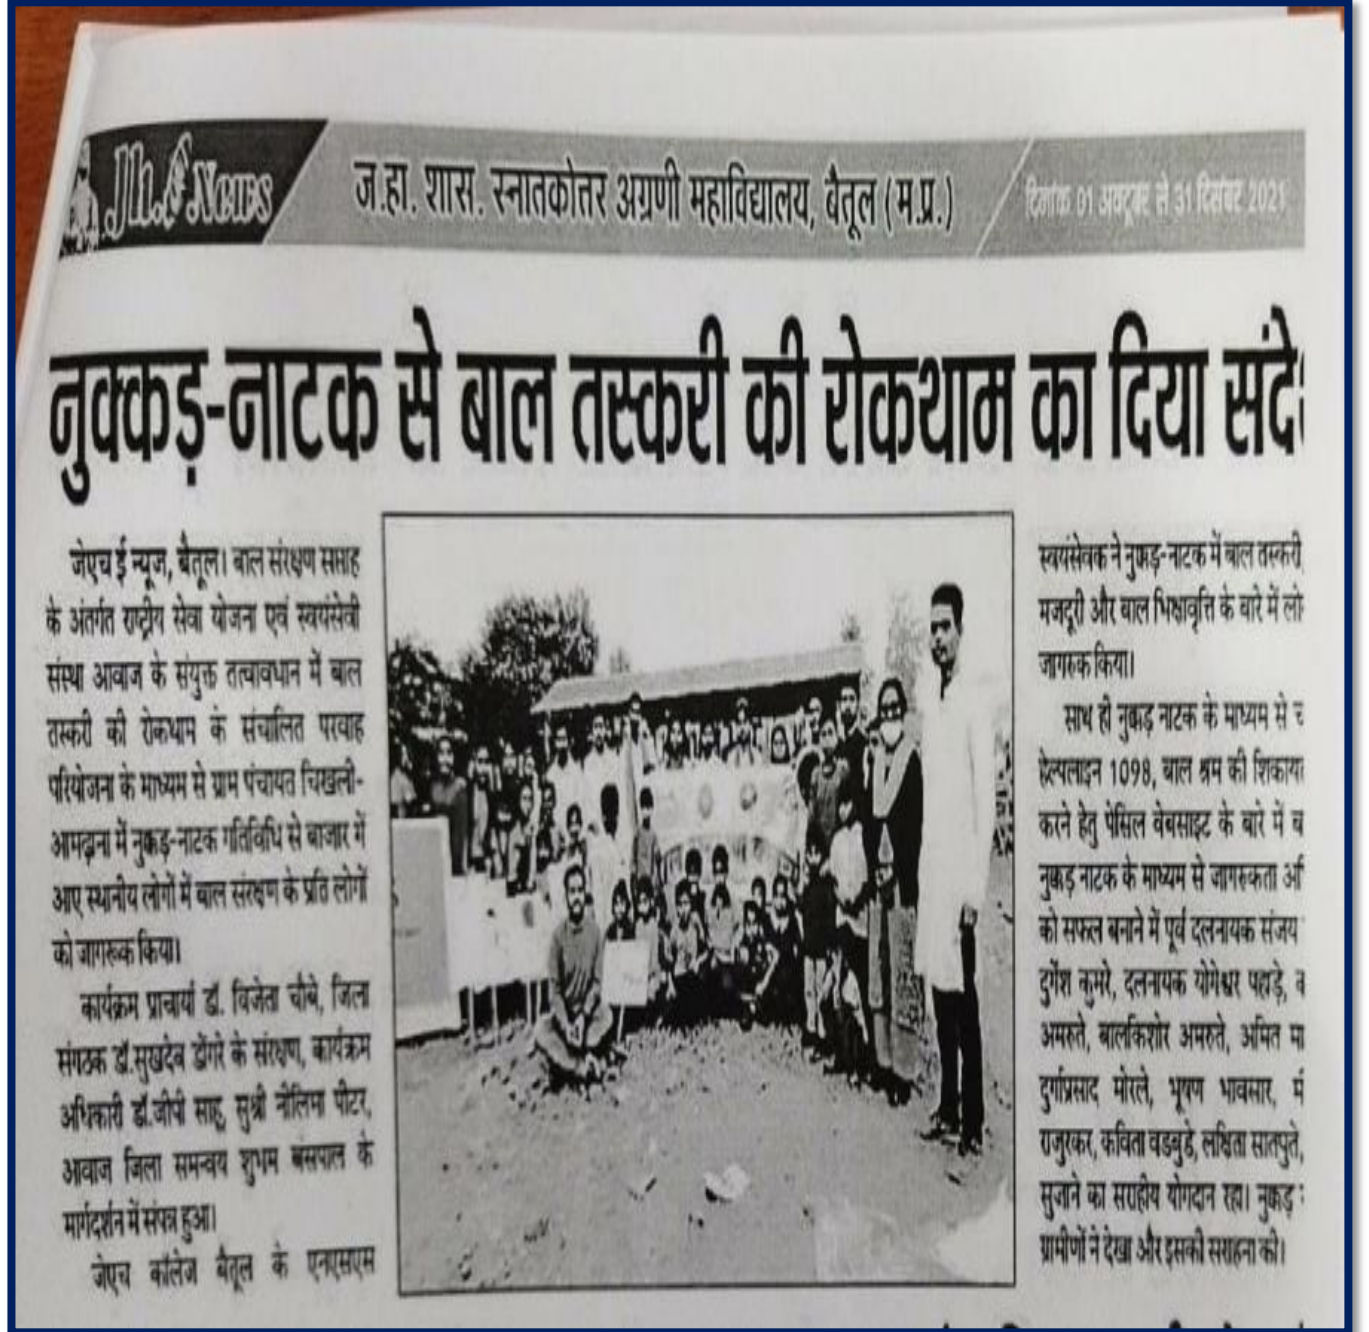 Jh.E News
ज.हा. शास. स्नातकोतर अग्रणी महाविद्यालय, बैतूल (म.प्र.)
दिनांक 01 अक्टूबर से 31 दिसंबर 2021
नुक्कड़-नाटक से बाल तस्करी की रोकथाम का दिया
जेएच ई न्यूज, बैतूल। बाल संरक्षण सप्ताह
के अंतर्गत राष्ट्रीय सेवा योजना एवं स्वयंसेवी
संस्था आवाज के संयुक्त तत्वावधान में बाल
तस्करी की रोकथाम के संचालित परवाह
परियोजना के माध्यम से ग्राम पंचायत चिखली-
आमढाना में नुक्कड़-नाटक गतिविधि से बाजार में
आए स्थानीय लोगों में बाल संरक्षण के प्रति लोगों
को जागरूक किया।
कार्यक्रम प्राचार्या डॉ. विजेता चौबे, जिला
संगठक डॉ.सुखदेव डोंगरे के संरक्षण, कार्यक्रम
अधिकारी डॉ.जीपी साहू, सुश्री नीलिमा पीटर,
आवाज जिला समन्वय शुभम बंसपाल के
मार्गदर्शन में संपन्न हुआ।
जेएच कॉलेज बैतूल के एनएसएस
स्वयंसेवक ने नुक्कड़-नाटक में बाल तस्करी,
मजदूरी और बाल भिक्षावृत्ति के बारे में
जागरुक किया।
साथ ही नुक्कड़ नाटक के माध्यम से
हेल्पलाइन 1098, बाल श्रम की
करने हेतु पेंसिल वेबसाइट के बारे में
नुक्कड़ नाटक के माध्यम से जागरुकता
को सफल बनाने में पूर्व दलनायक संजय
दुर्गेश कुमरे, दलनायक योगेश्वर पहाड़े,
अमरुते, बालकिशोर अमरुते, अमित
दुर्गाप्रसाद मोरले, भूषण भावसार,
राजुरकर, कविता वडबुडे, लक्षिता सातपुते,
सुजाने का सराहीय योगदान रहा। नुक्कड़
ग्रामीणों ने देखा और इसकी सराहना की।